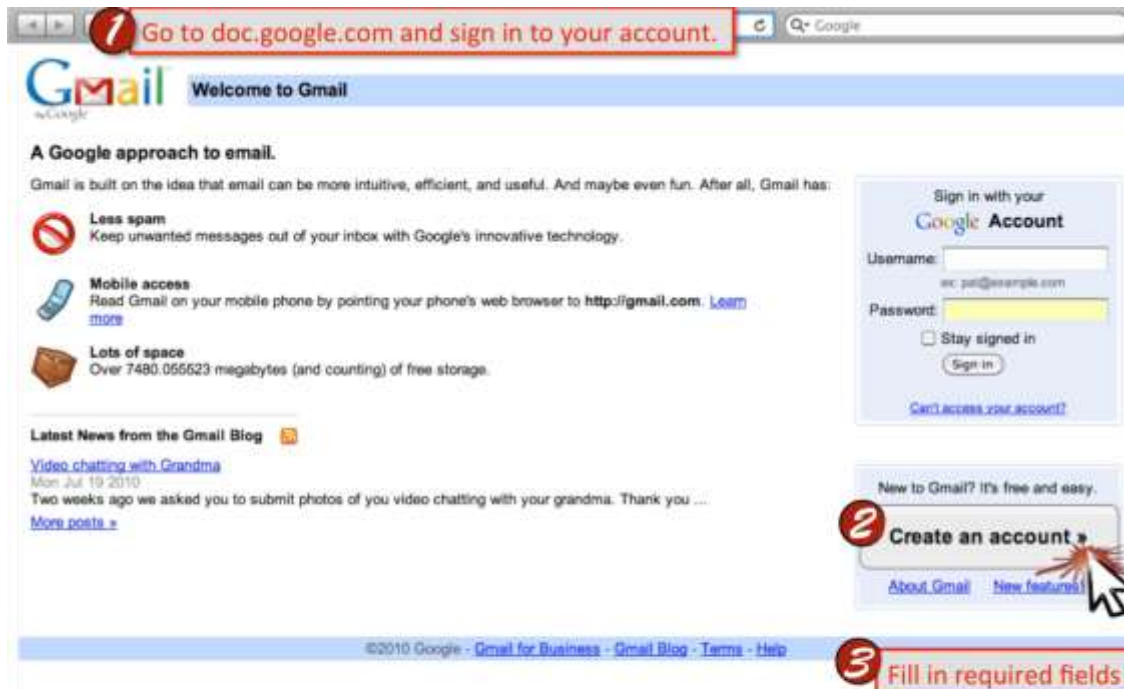 1 Go to doc.google.com and sign in to your account.
Google
Gmail
by Google
Welcome to Gmail
A Google approach to email.
Gmail is built on the idea that email can be more intuitive, efficient, and useful. And maybe even fun. After all, Gmail has:
Less spam
Keep unwanted messages out of your inbox with Google's innovative technology.
Mobile access
Read Gmail on your mobile phone by pointing your phone's web browser to http://gmail.com. Learn
more
Lots of space
Over 7480.055523 megabytes (and counting) of free storage.
Latest News from the Gmail Blog
Video chatting with Grandma
Mon Jul 19 2010
Two weeks ago we asked you to submit photos of you video chatting with your grandma. Thank you ...
More posts »
Sign in with your
Google Account
Username:
ex: pat@example.com
Password:
Stay signed in
Sign in
Can't access your account?
New to Gmail? It's free and easy.
2 Create an account »
About Gmail New features!
©2010 Google - Gmail for Business - Gmail Blog - Terms - Help
3 Fill in required fields